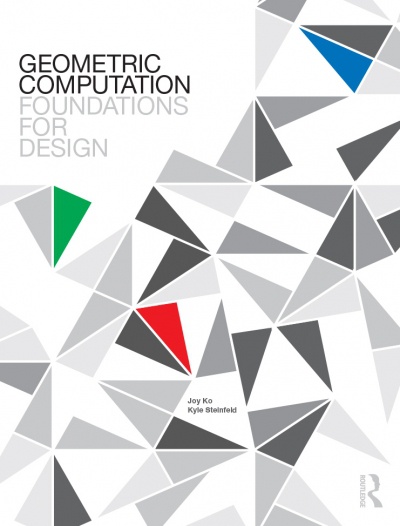 GEOMETRIC
COMPUTATION
FOUNDATIONS
FOR
DESIGN
Joy Ko
Kyle Steinfeld
ROUTLEDGE